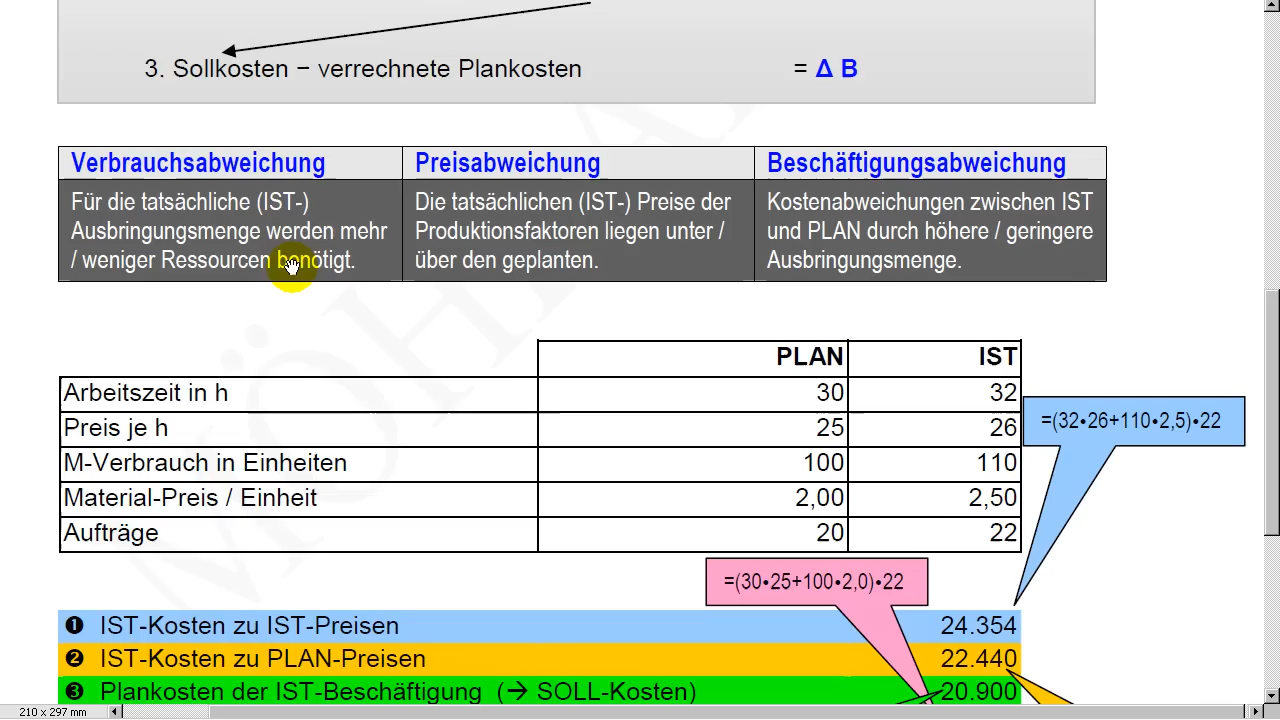 3. Sollkosten − verrechnete Plankosten = Δ B
Verbrauchsabweichung Preisabweichung Beschäftigungsabweichung
Für die tatsächliche (IST-) Die tatsächlichen (IST-) Preise der Kostenabweichungen zwischen IST
Ausbringungsmenge werden mehr Produktionsfaktoren liegen unter / und PLAN durch höhere / geringere
/ weniger Ressourcen benötigt. über den geplanten. Ausbringungsmenge.
PLAN IST
Arbeitszeit in h 30 32
Preis je h 25 26
=(32•26+110•2,5)•22
M-Verbrauch in Einheiten 100 110
Material-Preis / Einheit 2,00 2,50
Aufträge 20 22
=(30•25+100•2,0)•22
❶ IST-Kosten zu IST-Preisen 24.354
❷ IST-Kosten zu PLAN-Preisen 22.440
❸ Plankosten der IST-Beschäftigung (→ SOLL-Kosten) 20.900
210 x 297 mm